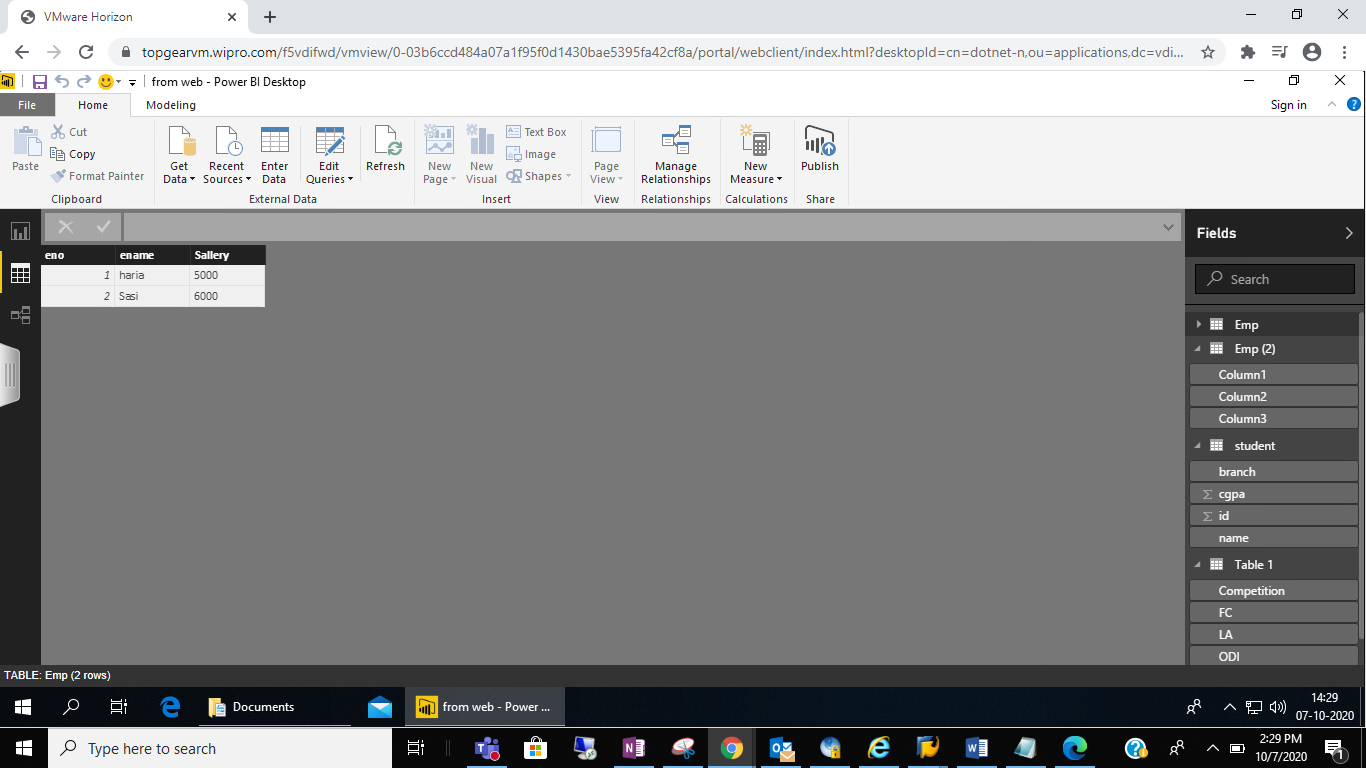 VMware Horizon
topgearvm.wipro.com/f5vdifwd/vmview/0-03b6ccd484a07a1f95f0d1430bae5395fa42cf8a/portal/webclient/index.html?desktopId=cn=dotnet-n,ou=applications,dc=vdi...
from web - Power BI Desktop
File Home Modeling Sign in
Paste Cut Copy Format Painter
Get Data Recent Sources Enter Data Edit Queries Refresh New Page New Visual Text Box Image Shapes Page View Manage Relationships New Measure Publish
Clipboard External Data Insert View Relationships Calculations Share
Fields
eno ename Sallery
1 haria 5000
2 Sasi 6000
Search
Emp
Emp (2)
Column1
Column2
Column3
student
branch
Σ cgpa
Σ id
name
Table 1
Competition
FC
LA
ODI
TABLE: Emp (2 rows)
Documents
from web - Power ...
14:29
07-10-2020
Type here to search
2:29 PM
10/7/2020
1